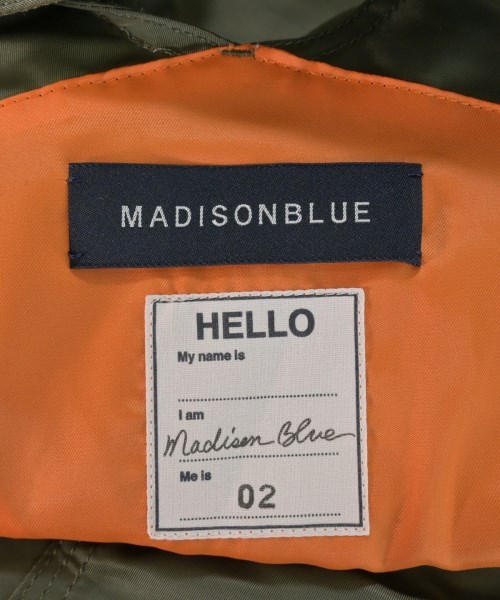 MADISONBLUE
HELLO
My name is
I am
Madison Blue
Me is
02